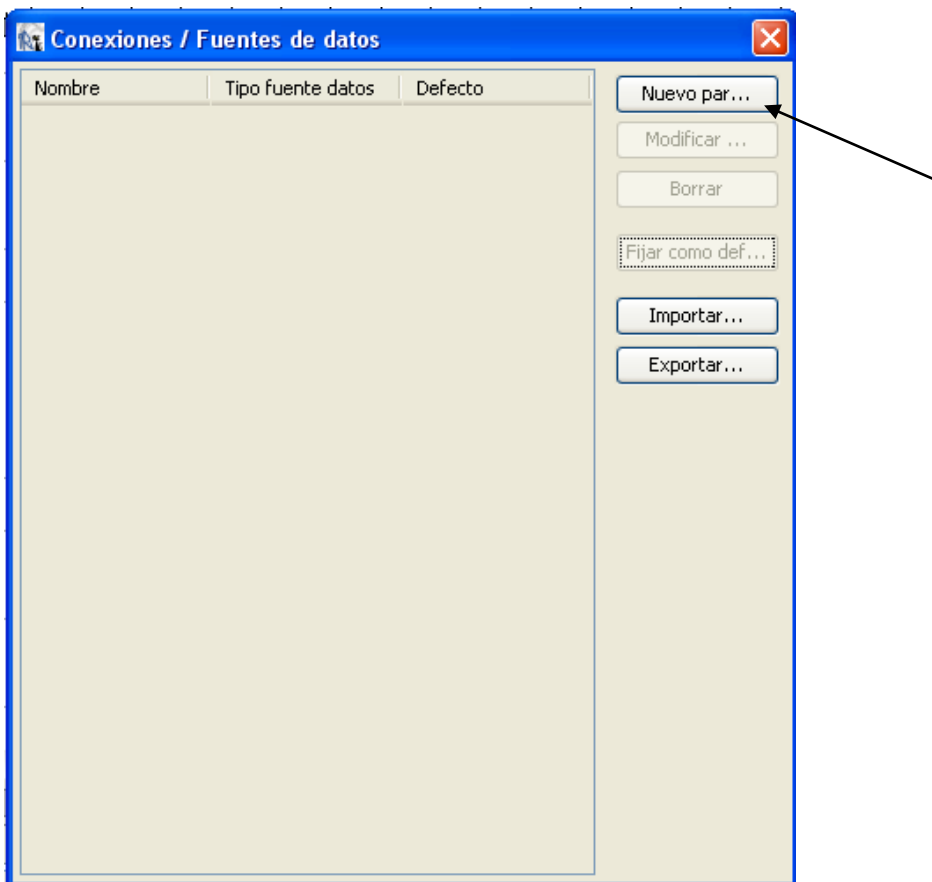 Conexiones / Fuentes de datos
Nombre Tipo fuente datos Defecto
Nuevo par...
Modificar ...
Borrar
Fijar como def...
Importar...
Exportar...